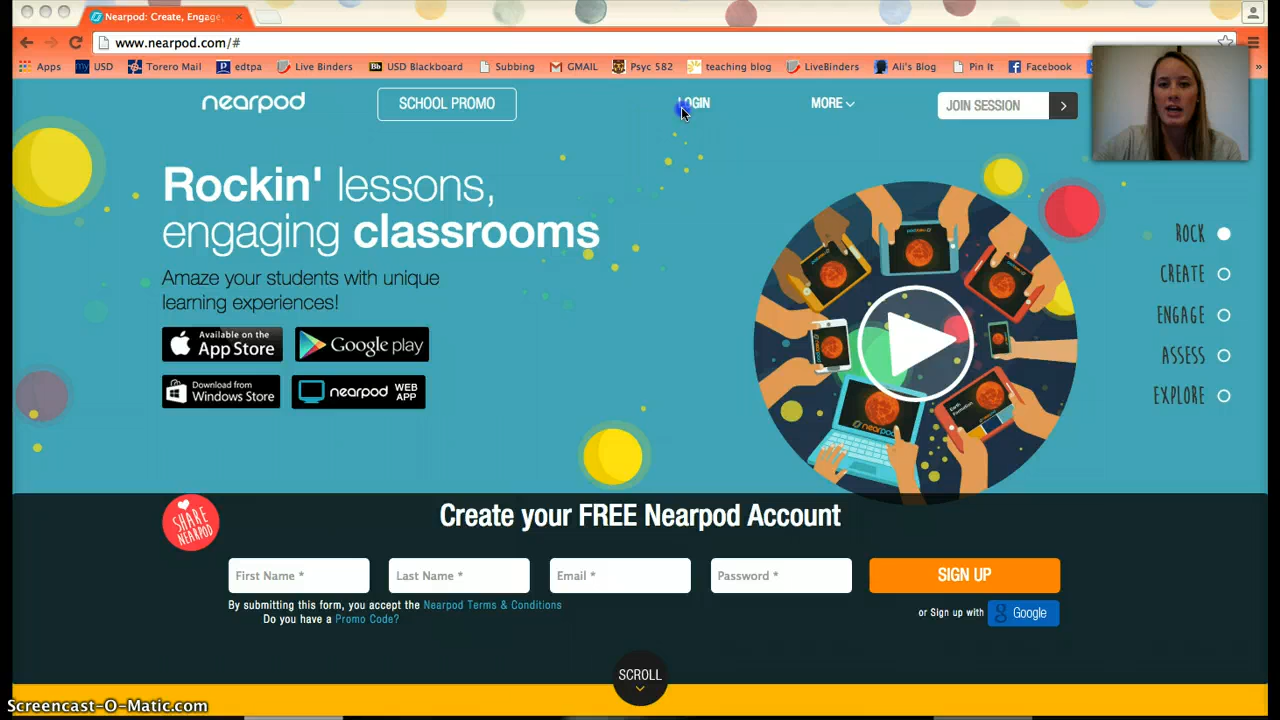 Nearpod: Create, Engage,
www.nearpod.com/#
Apps
my USD
Torero Mail
edtpa
Live Binders
Bb USD Blackboard
Subbing
GMAIL
Psyc 582
teaching blog
LiveBinders
Ali's Blog
Pin It
Facebook
»
nearpod
SCHOOL PROMO
LOGIN
MORE
JOIN SESSION
Rockin' lessons,
engaging classrooms
Amaze your students with unique
learning experiences!
Available on the
App Store
Google play
Download from
Windows Store
nearpod WEB APP
ROCK
CREATE
ENGAGE
ASSESS
EXPLORE
SHARE
NEARPOD
Create your FREE Nearpod Account
First Name *
Last Name *
Email *
Password *
SIGN UP
By submitting this form, you accept the Nearpod Terms & Conditions
Do you have a Promo Code?
or Sign up with
Google
SCROLL
Screencast-O-Matic.com